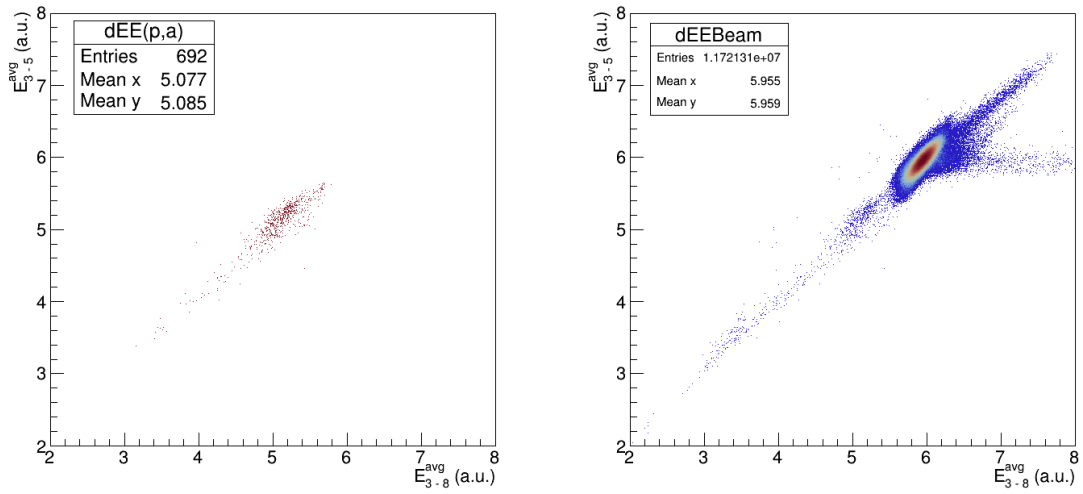 8
7
6
5
4
3
2
E^avg_3-5 (a.u.)
dEE(p,a)
Entries 692
Mean x 5.077
Mean y 5.085
2 3 4 5 6 7 8
E^avg_3-8 (a.u.)
8
7
6
5
4
3
2
E^avg_3-5 (a.u.)
dEEBeam
Entries 1.172131e+07
Mean x 5.955
Mean y 5.959
2 3 4 5 6 7 8
E^avg_3-8 (a.u.)